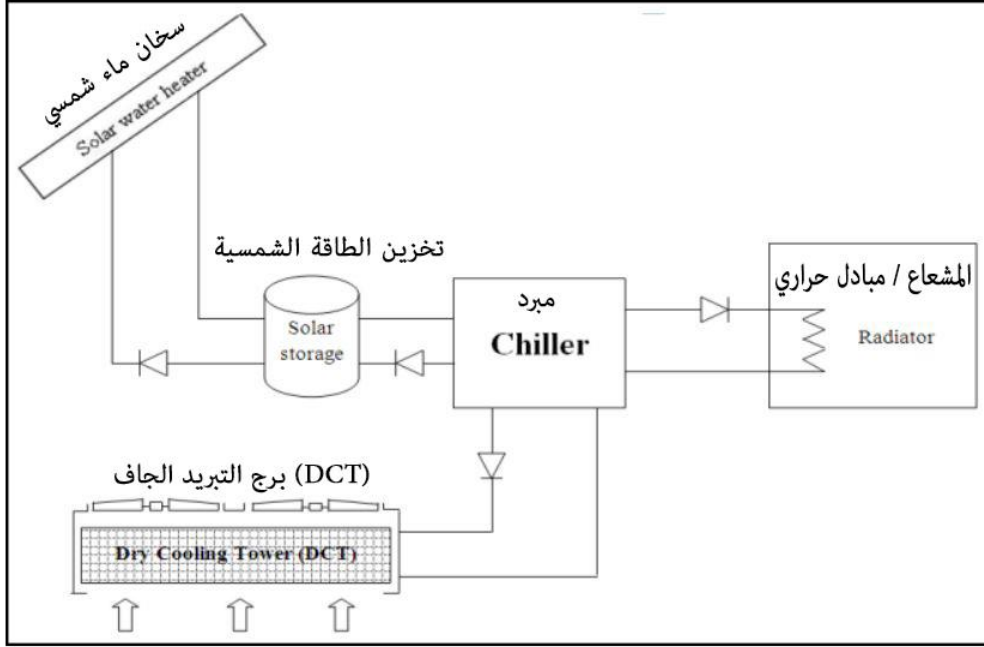 سخان ماء شمسي
Solar water heater
تخزين الطاقة الشمسية
Solar
storage
مبرد
Chiller
المشعاع / مبادل حراري
Radiator
برج التبريد الجاف (DCT)
Dry Cooling Tower (DCT)